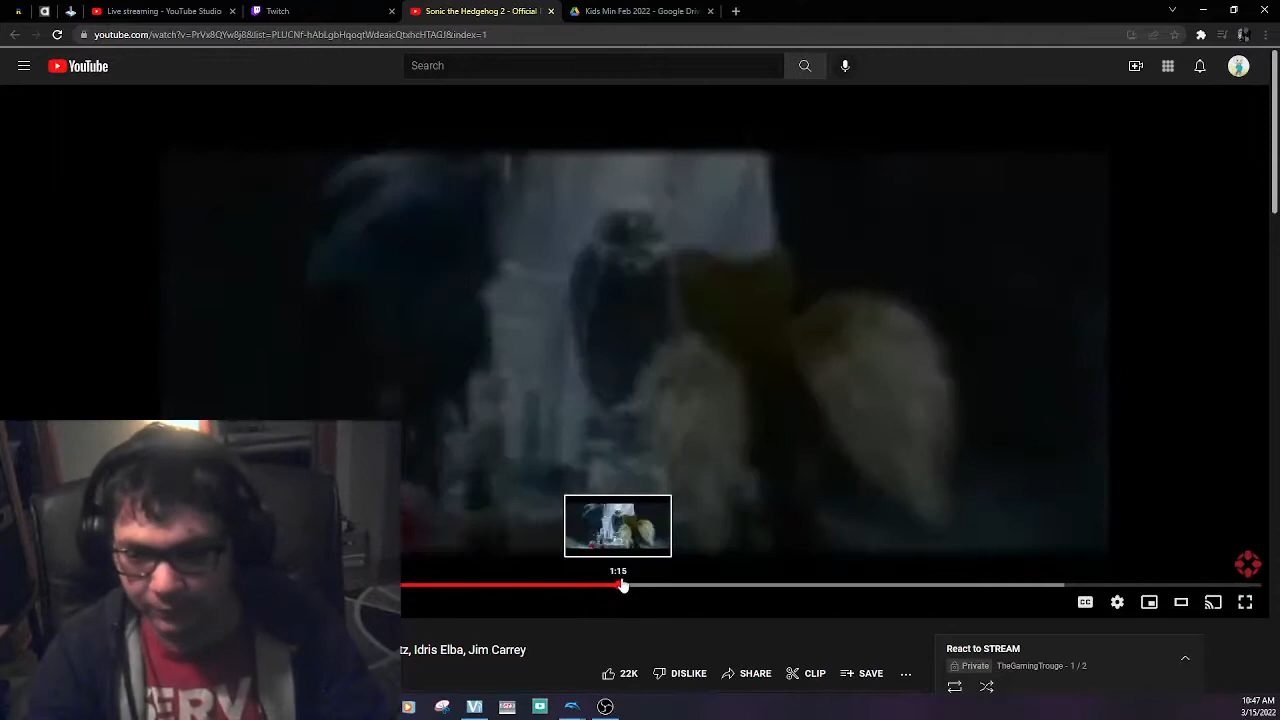 Live streaming - YouTube Studio
Twitch
Sonic the Hedgehog 2 - Official
Kids Min Feb 2022 - Google Driv
youtube.com/watch?v=PrVx8QYw8j8&list=PLUCNf-hAbLgbHqoqtWdeaicQtxhcHTAGJ&index=1
YouTube
Search
1:15
CC
tz, Idris Elba, Jim Carrey
22K
DISLIKE
SHARE
CLIP
SAVE
React to STREAM
Private
TheGamingTrouge - 1 / 2
10:47 AM
3/15/2022